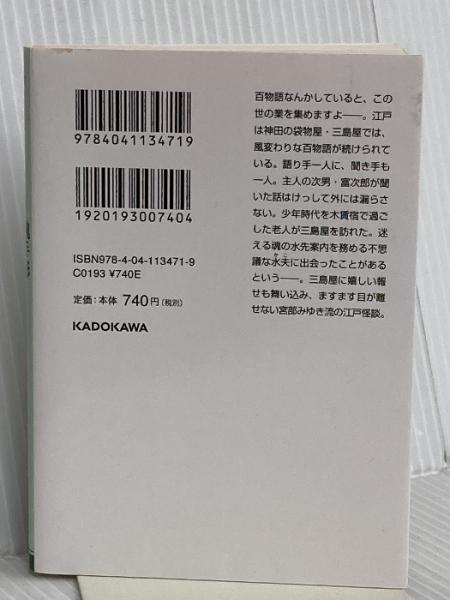 9784041134719
1920193007404
ISBN978-4-04-113471-9
C0193 ¥740E
定価：本体740円（税別）
KADOKAWA
百物語なんかしていると、この
世の業を集めますよ――。江戸
は神田の袋物屋・三島屋では、
風変わりな百物語が続けられて
いる。語り手一人に、聞き手も
一人。主人の次男・富次郎が聞
いた話はけっして外には漏らさ
ない。少年時代を木賃宿で過ご
した老人が三島屋を訪れた。迷
える魂の水先案内を務める不思
議な水夫に出会ったことがある
という――。三島屋に嬉しい報
せも舞い込み、ますます目が離
せない宮部みゆき流の江戸怪談。